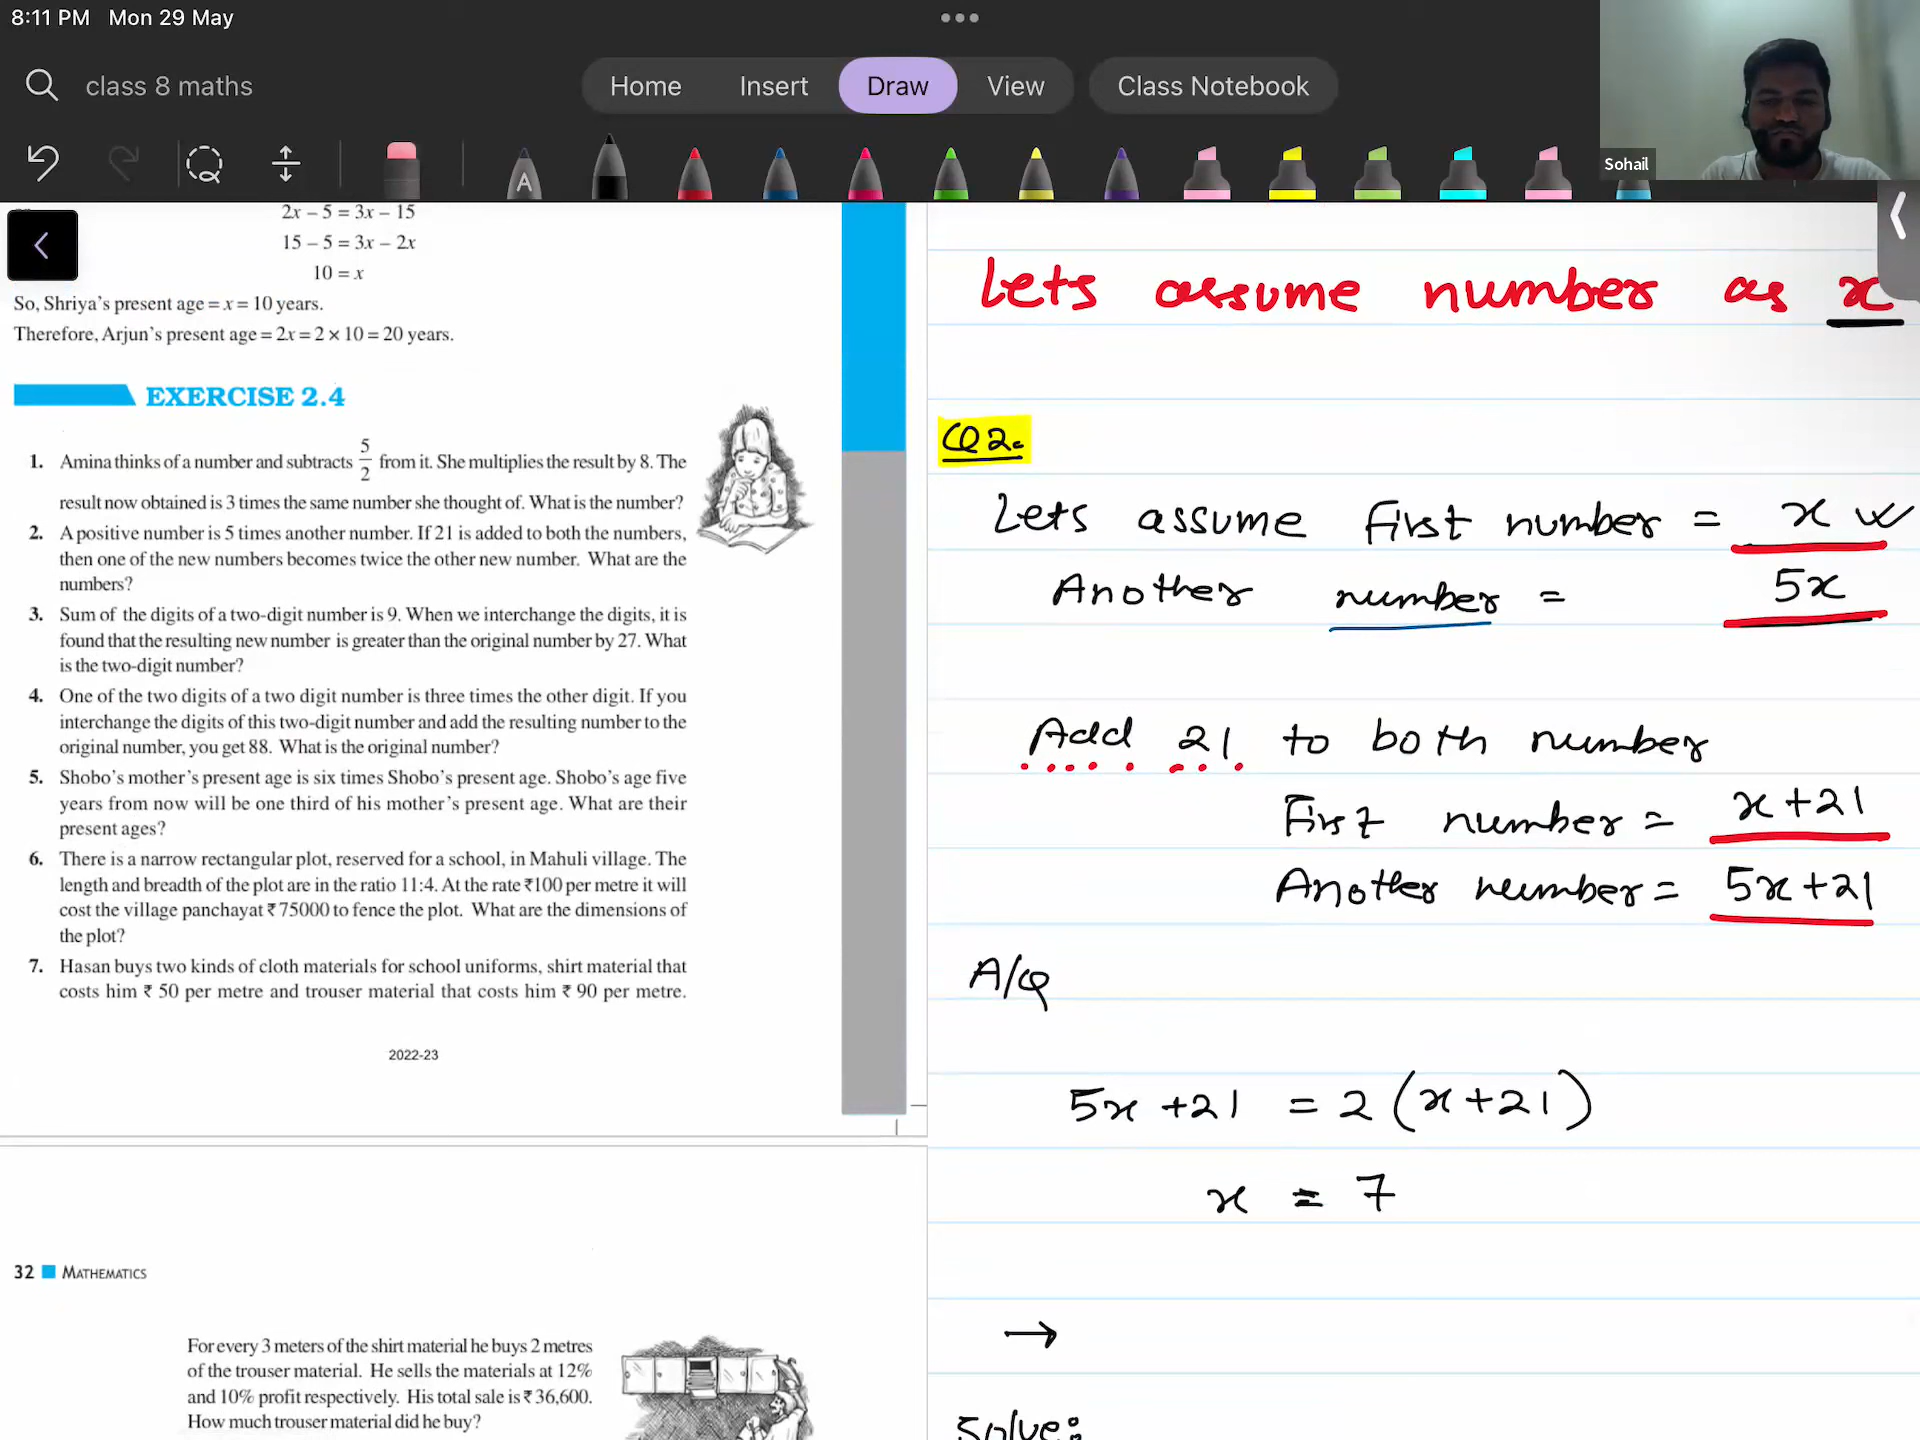 8:11 PM Mon 29 May
class 8 maths
Home Insert Draw View Class Notebook
A
Sohail
2x – 5 = 3x – 15
15 – 5 = 3x – 2x
10 = x
So, Shriya's present age = x = 10 years.
Therefore, Arjun's present age = 2x = 2 × 10 = 20 years.
EXERCISE 2.4
1. Amina thinks of a number and subtracts 5/2 from it. She multiplies the result by 8. The
result now obtained is 3 times the same number she thought of. What is the number?
2. A positive number is 5 times another number. If 21 is added to both the numbers,
then one of the new numbers becomes twice the other new number. What are the
numbers?
3. Sum of the digits of a two-digit number is 9. When we interchange the digits, it is
found that the resulting new number is greater than the original number by 27. What
is the two-digit number?
4. One of the two digits of a two digit number is three times the other digit. If you
interchange the digits of this two-digit number and add the resulting number to the
original number, you get 88. What is the original number?
5. Shobo's mother's present age is six times Shobo's present age. Shobo's age five
years from now will be one third of his mother's present age. What are their
present ages?
6. There is a narrow rectangular plot, reserved for a school, in Mahuli village. The
length and breadth of the plot are in the ratio 11:4. At the rate ₹100 per metre it will
cost the village panchayat ₹75000 to fence the plot. What are the dimensions of
the plot?
7. Hasan buys two kinds of cloth materials for school uniforms, shirt material that
costs him ₹ 50 per metre and trouser material that costs him ₹ 90 per metre.
2022-23
32 MATHEMATICS
For every 3 meters of the shirt material he buys 2 metres
of the trouser material. He sells the materials at 12%
and 10% profit respectively. His total sale is ₹36,600.
How much trouser material did he buy?
Lets assume number as x
Q2.
Lets assume First number = x
Another number = 5x
Add 21 to both number
First number = x+21
Another number = 5x+21
A/Q
5x +21 = 2 (x+21)
x = 7
→
Solve: